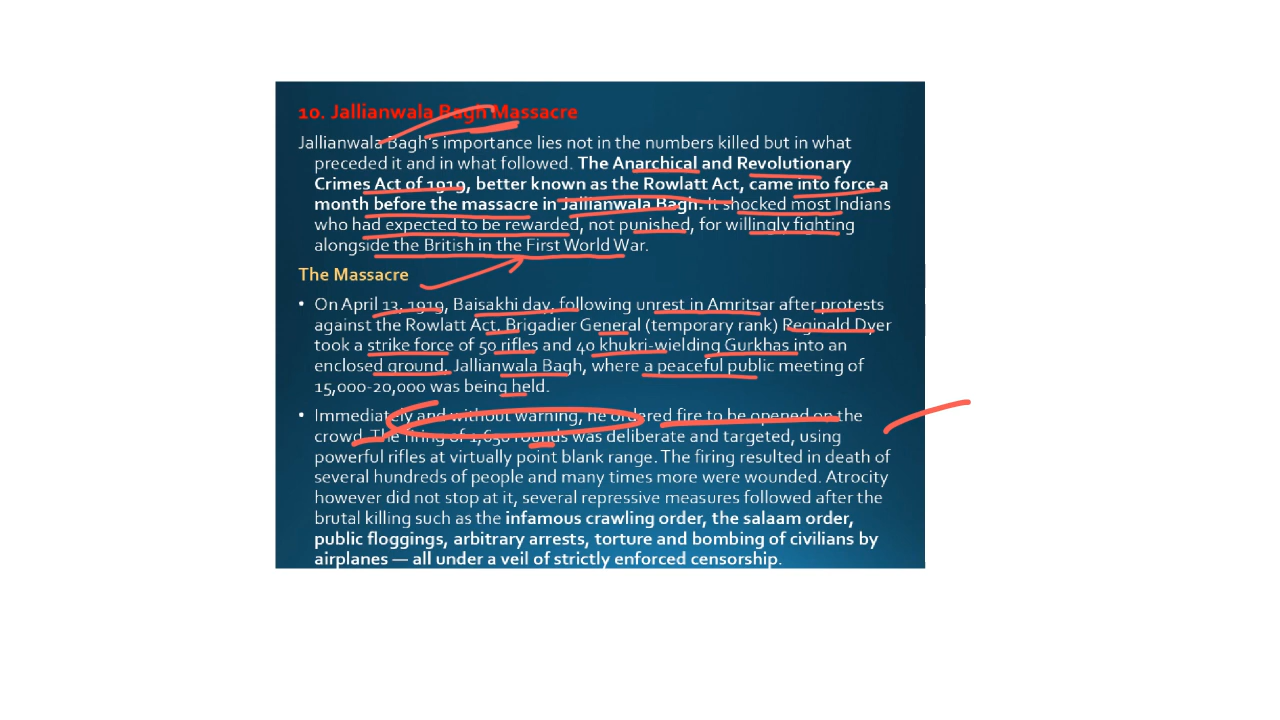 10. Jallianwala Bagh Massacre
Jallianwala Bagh's importance lies not in the numbers killed but in what
preceded it and in what followed. The Anarchical and Revolutionary
Crimes Act of 1919, better known as the Rowlatt Act, came into force a
month before the massacre in Jallianwala Bagh. It shocked most Indians
who had expected to be rewarded, not punished, for willingly fighting
alongside the British in the First World War.
The Massacre
• On April 13, 1919, Baisakhi day, following unrest in Amritsar after protests
against the Rowlatt Act, Brigadier General (temporary rank) Reginald Dyer
took a strike force of 50 rifles and 40 khukri-wielding Gurkhas into an
enclosed ground, Jallianwala Bagh, where a peaceful public meeting of
15,000-20,000 was being held.
• Immediately and without warning, he ordered fire to be opened on the
crowd. The firing of 1,650 rounds was deliberate and targeted, using
powerful rifles at virtually point blank range. The firing resulted in death of
several hundreds of people and many times more were wounded. Atrocity
however did not stop at it, several repressive measures followed after the
brutal killing such as the infamous crawling order, the salaam order,
public floggings, arbitrary arrests, torture and bombing of civilians by
airplanes — all under a veil of strictly enforced censorship.